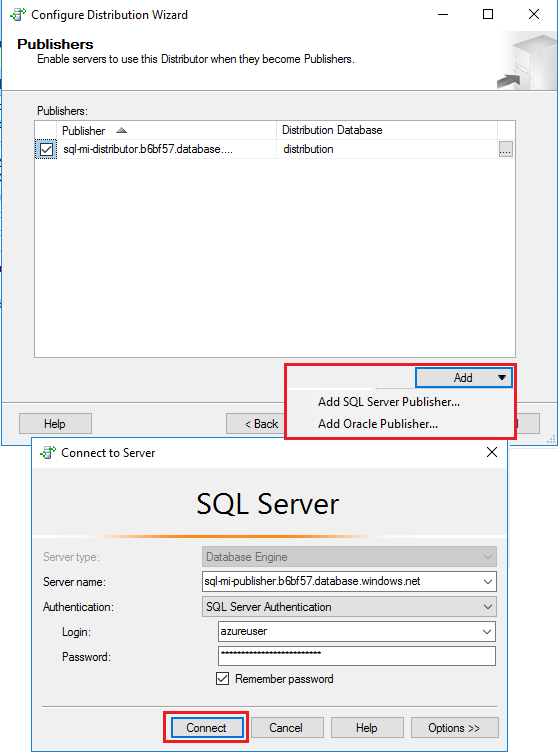 Configure Distribution Wizard
Publishers
Enable servers to use this Distributor when they become Publishers.
Publishers:
Publisher Distribution Database
sql-mi-distributor.b6bf57.database.... distribution ....
Add
Add SQL Server Publisher...
Add Oracle Publisher...
Help < Back
Connect to Server
SQL Server
Server type: Database Engine
Server name: sql-mi-publisher.b6bf57.database.windows.net
Authentication: SQL Server Authentication
Login: azureuser
Password: *************************
Remember password
Connect Cancel Help Options >>